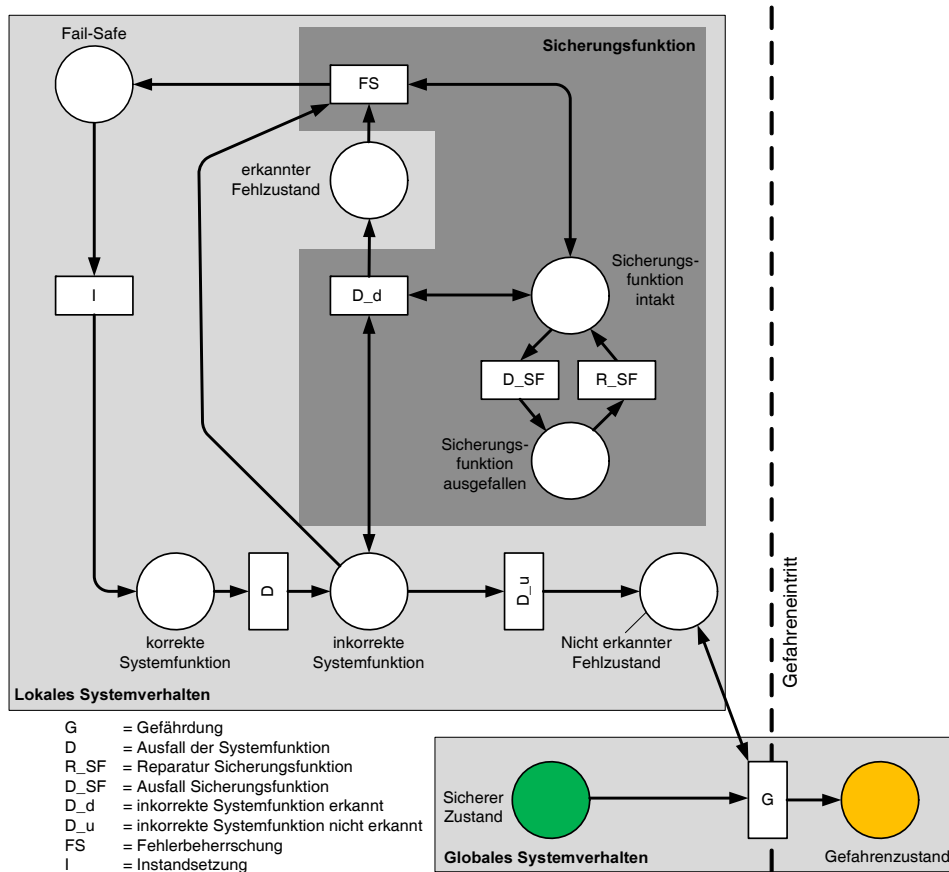 Fail-Safe
Sicherungsfunktion
FS
erkannter
Fehlzustand
Sicherungs-
funktion
intakt
I
D_d
D_SF
R_SF
Sicherungs-
funktion
ausgefallen
D
D_u
korrekte
Systemfunktion
inkorrekte
Systemfunktion
Nicht erkannter
Fehlzustand
Gefahreneintritt
Lokales Systemverhalten
G = Gefährdung
D = Ausfall der Systemfunktion
R_SF = Reparatur Sicherungsfunktion
D_SF = Ausfall Sicherungsfunktion
D_d = inkorrekte Systemfunktion erkannt
D_u = inkorrekte Systemfunktion nicht erkannt
FS = Fehlerbeherrschung
I = Instandsetzung
Sicherer
Zustand
G
Globales Systemverhalten
Gefahrenzustand